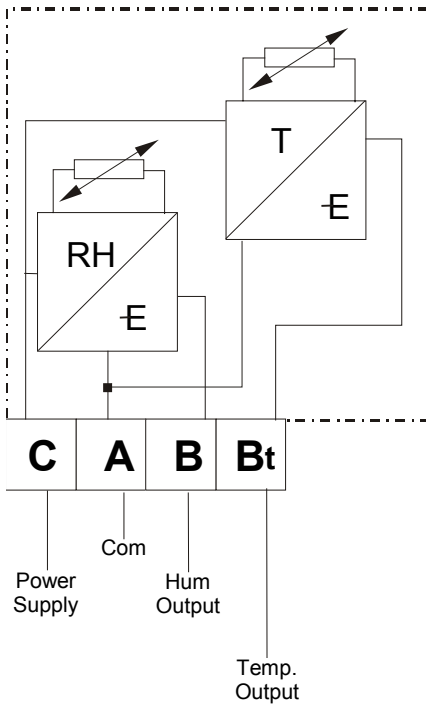 T
E
RH
E
C A B Bt
Com
Power
Supply
Hum
Output
Temp.
Output